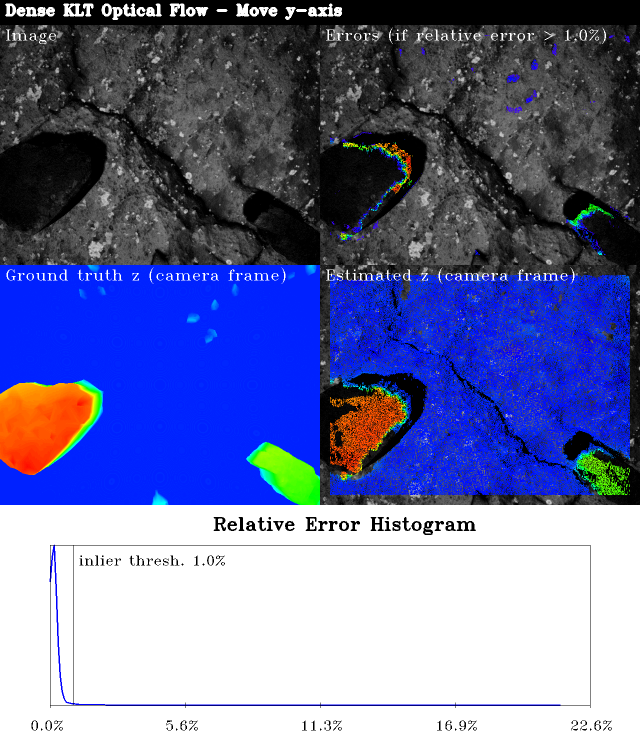 Dense KLT Optical Flow - Move y-axis
Image
Errors (if relative error > 1.0%)
Ground truth z (camera frame)
Estimated z (camera frame)
Relative Error Histogram
inlier thresh. 1.0%
0.0% 5.6% 11.3% 16.9% 22.6%